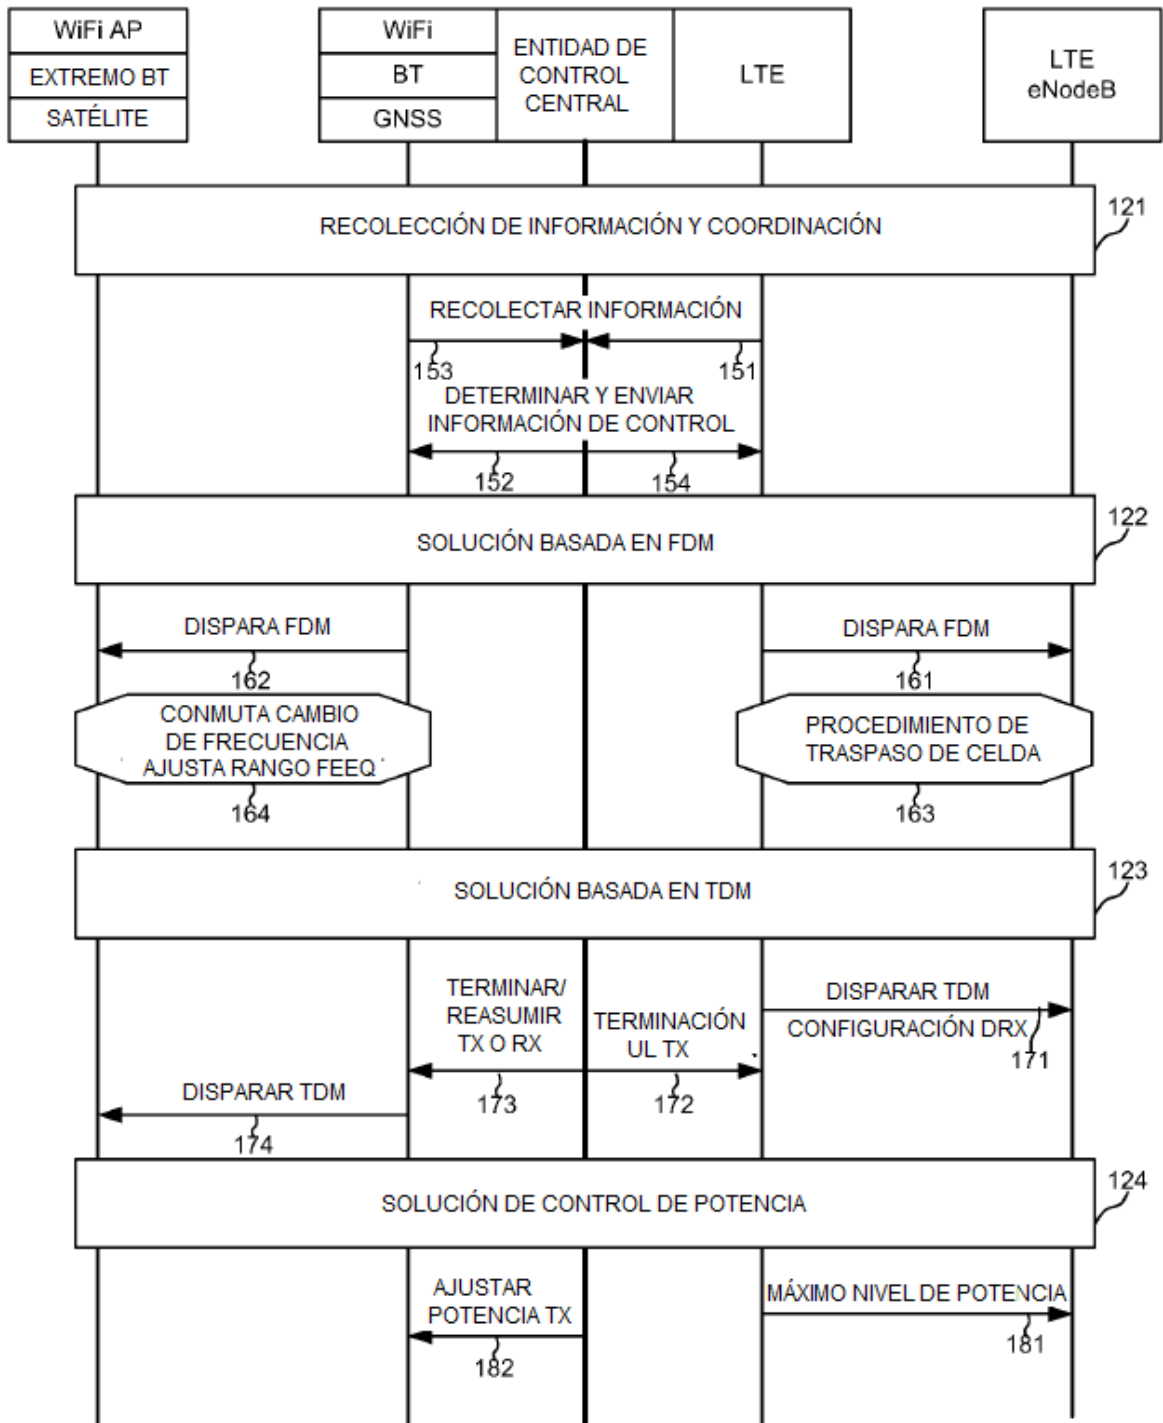 WiFi AP
EXTREMO BT
SATÉLITE
WiFi
BT
GNSS
ENTIDAD DE
CONTROL
CENTRAL
LTE
LTE
eNodeB
RECOLECCIÓN DE INFORMACIÓN Y COORDINACIÓN
121
RECOLECTAR INFORMACIÓN
153
151
DETERMINAR Y ENVIAR
INFORMACIÓN DE CONTROL
152
154
SOLUCIÓN BASADA EN FDM
122
DISPARA FDM
162
DISPARA FDM
161
CONMUTA CAMBIO
DE FRECUENCIA
AJUSTA RANGO FEEQ
164
PROCEDIMIENTO DE
TRASPASO DE CELDA
163
SOLUCIÓN BASADA EN TDM
123
TERMINAR/
REASUMIR
TX O RX
173
TERMINACIÓN
UL TX
172
DISPARAR TDM
CONFIGURACIÓN DRX
171
DISPARAR TDM
174
SOLUCIÓN DE CONTROL DE POTENCIA
124
AJUSTAR
POTENCIA TX
182
MÁXIMO NIVEL DE POTENCIA
181